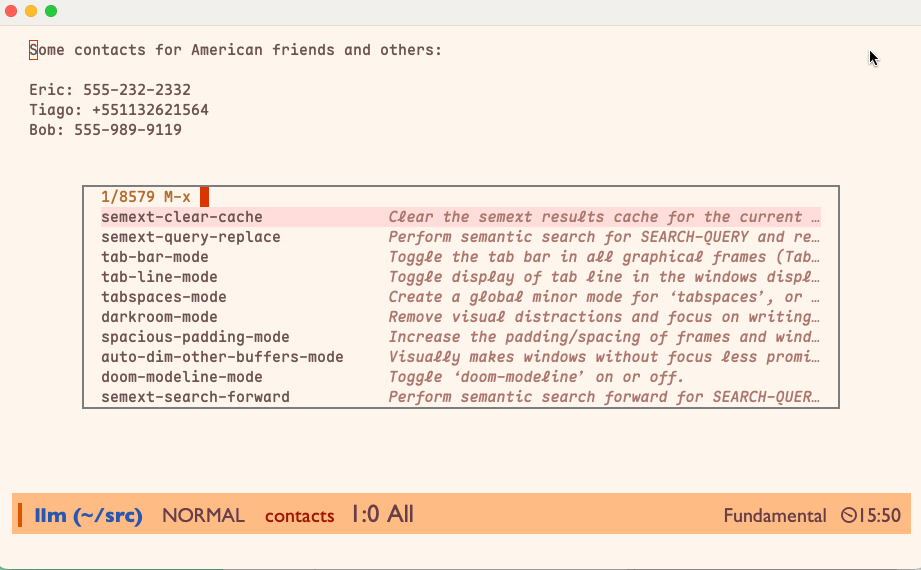 Some contacts for American friends and others:
Eric: 555-232-2332
Tiago: +551132621564
Bob: 555-989-9119
1/8579 M-x
semext-clear-cache Clear the semext results cache for the current …
semext-query-replace Perform semantic search for SEARCH-QUERY and re…
tab-bar-mode Toggle the tab bar in all graphical frames (Tab…
tab-line-mode Toggle display of tab line in the windows displ…
tabspaces-mode Create a global minor mode for ‘tabspaces’, or …
darkroom-mode Remove visual distractions and focus on writing…
spacious-padding-mode Increase the padding/spacing of frames and wind…
auto-dim-other-buffers-mode Visually makes windows without focus less promi…
doom-modeline-mode Toggle ‘doom-modeline’ on or off.
semext-search-forward Perform semantic search forward for SEARCH-QUER…
llm (~/src) NORMAL contacts 1:0 All Fundamental 15:50